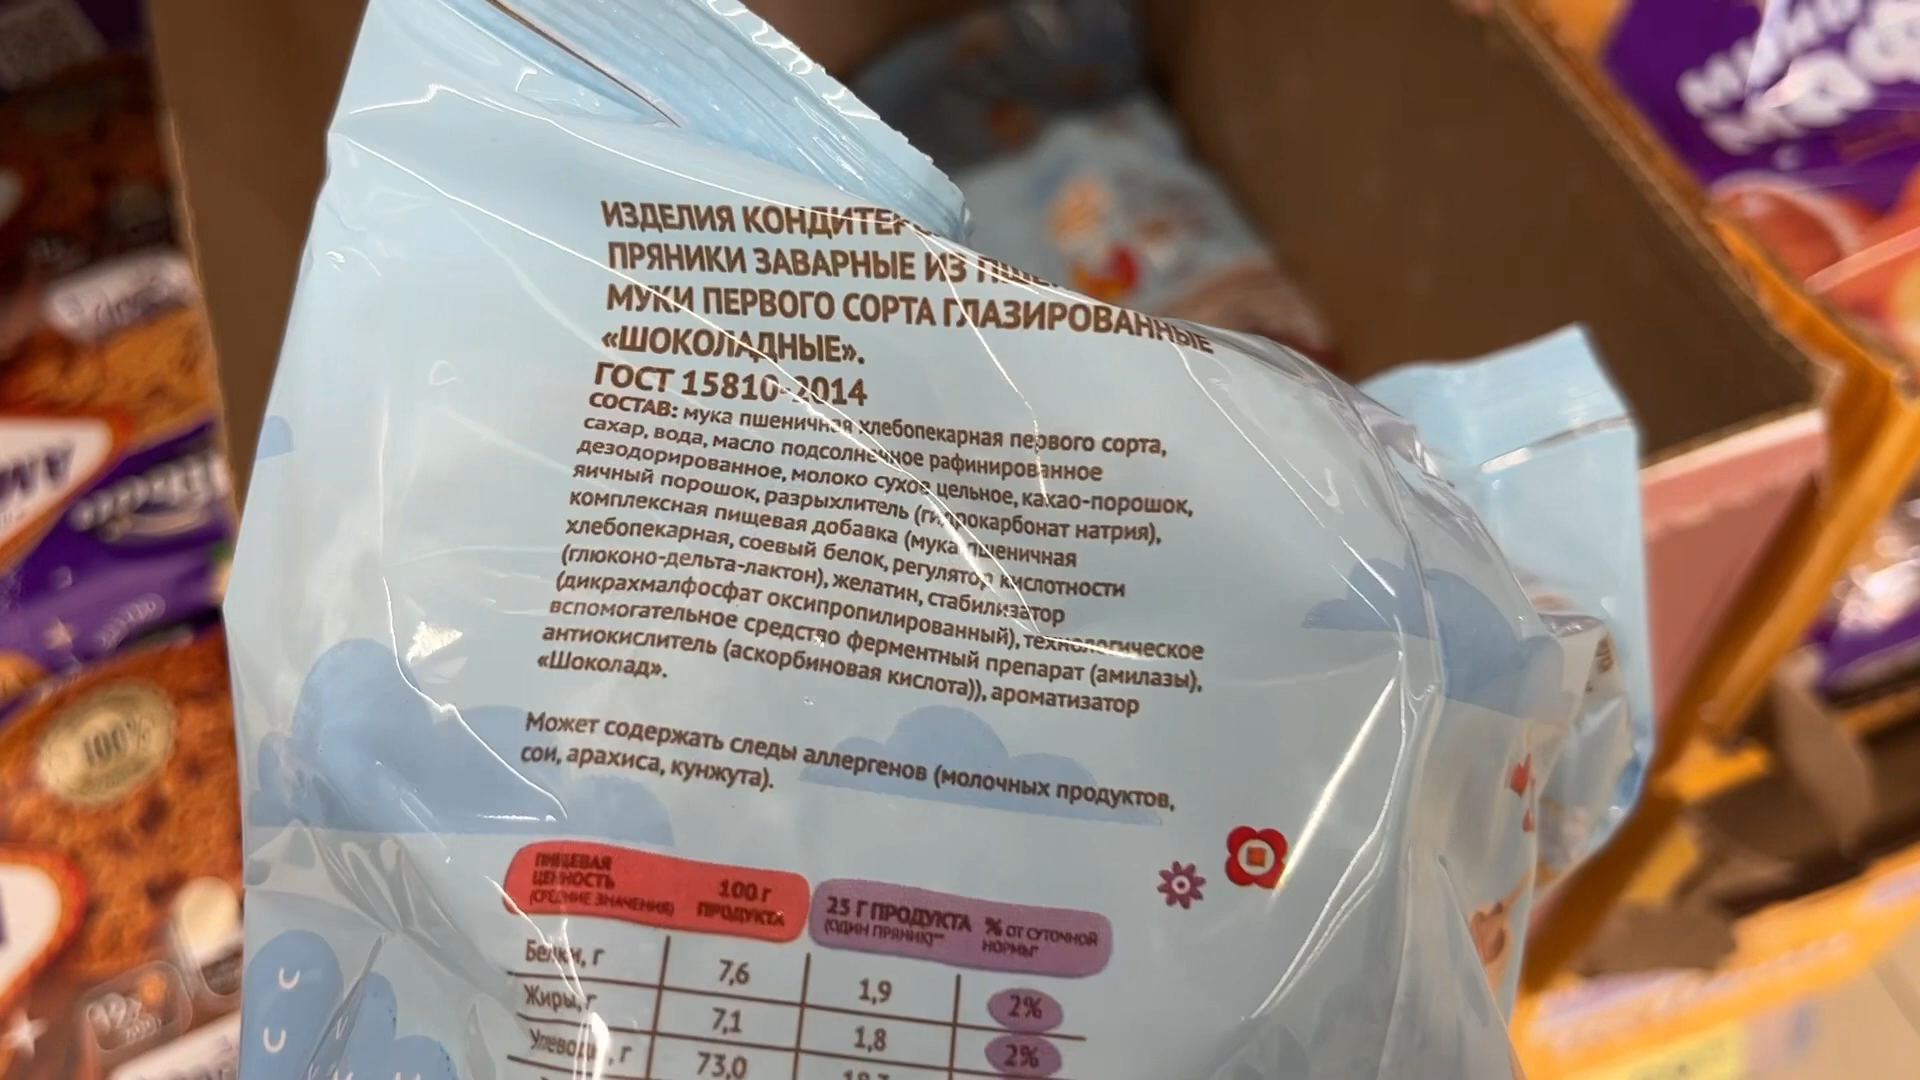 ИЗДЕЛИЯ
ПРЯНИКИ ЗАВАРНЫЕ ИЗ
МУКИ ПЕРВОГО СОРТА ГЛАЗИРОВАННЫЕ
«ШОКОЛАДНЫЕ».
ГОСТ 15810-2014
СОСТАВ: мука пшеничная хлебопекарная первого сорта,
сахар, вода, масло подсолнечное рафинированное
дезодорированное, молоко сухое цельное, какао-порошок,
яичный порошок, разрыхлитель (гидрокарбонат натрия),
комплексная пищевая добавка (мука пшеничная
хлебопекарная, соевый белок, регулятор кислотности
(глюконо-дельта-лактон), желатин, стабилизатор
(дикрахмалфосфат оксипропилированный), технологическое
вспомогательное средство ферментный препарат (амилазы),
антиокислитель (аскорбиновая кислота)), ароматизатор
«Шоколад».
Может содержать следы аллергенов (молочных продуктов,
сои, арахиса, кунжута).
ПИЩЕВАЯ
ЦЕННОСТЬ
(СРЕДНИЕ ЗНАЧЕНИЯ)
100 г
ПРОДУКТА
25 Г ПРОДУКТА
(ОДИН ПРЯНИК)**
% ОТ СУТОЧНОЙ
НОРМЫ*
Белки, г 7,6 1,9 2%
Жиры, г 7,1 1,8 2%
Углеводы, г 73,0
100%